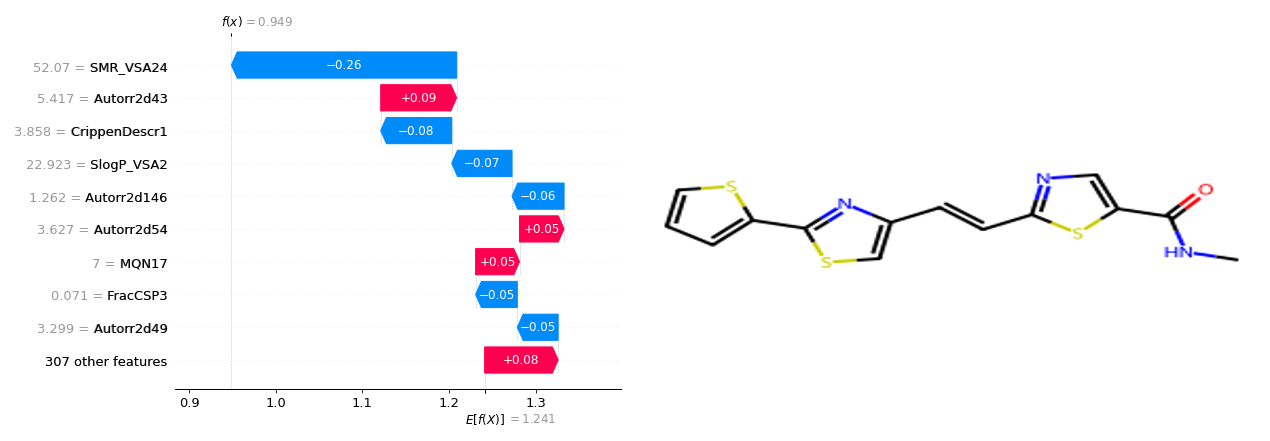 f(x) = 0.949
52.07 = SMR_VSA24
−0.26
5.417 = Autorr2d43
+0.09
3.858 = CrippenDescr1
−0.08
22.923 = SlogP_VSA2
−0.07
1.262 = Autorr2d146
−0.06
3.627 = Autorr2d54
+0.05
7 = MQN17
+0.05
0.071 = FracCSP3
−0.05
3.299 = Autorr2d49
−0.05
307 other features
+0.08
0.9 1.0 1.1 1.2 1.3
E[f(X)] = 1.241
S
N
S
N
S
O
HN